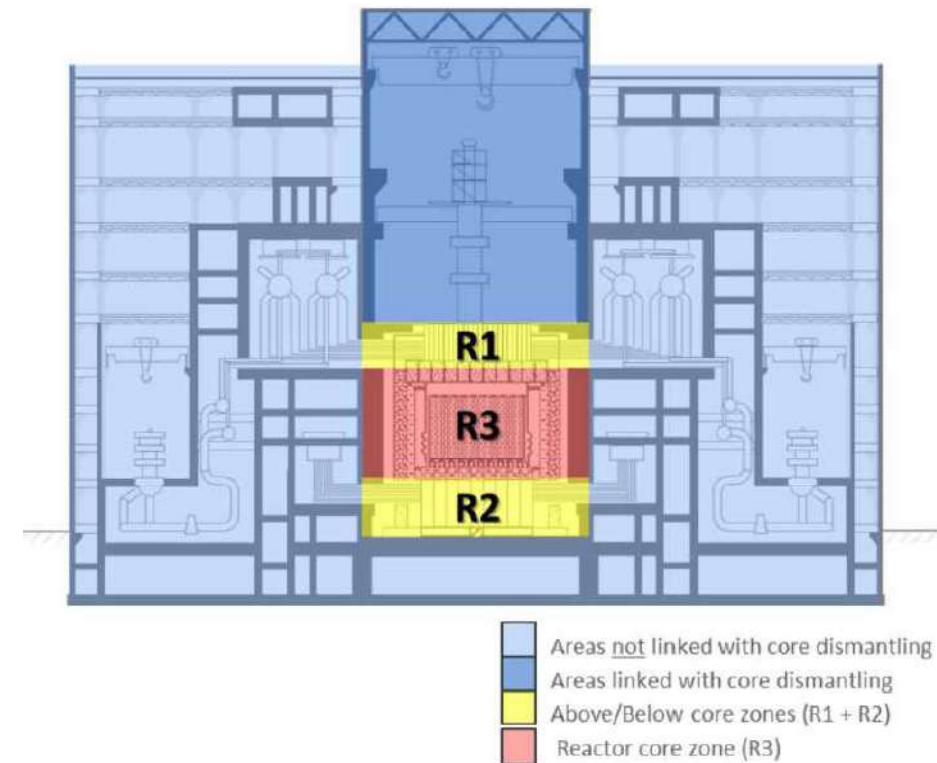 R1
R3
R2
Areas not linked with core dismantling
Areas linked with core dismantling
Above/Below core zones (R1 + R2)
Reactor core zone (R3)